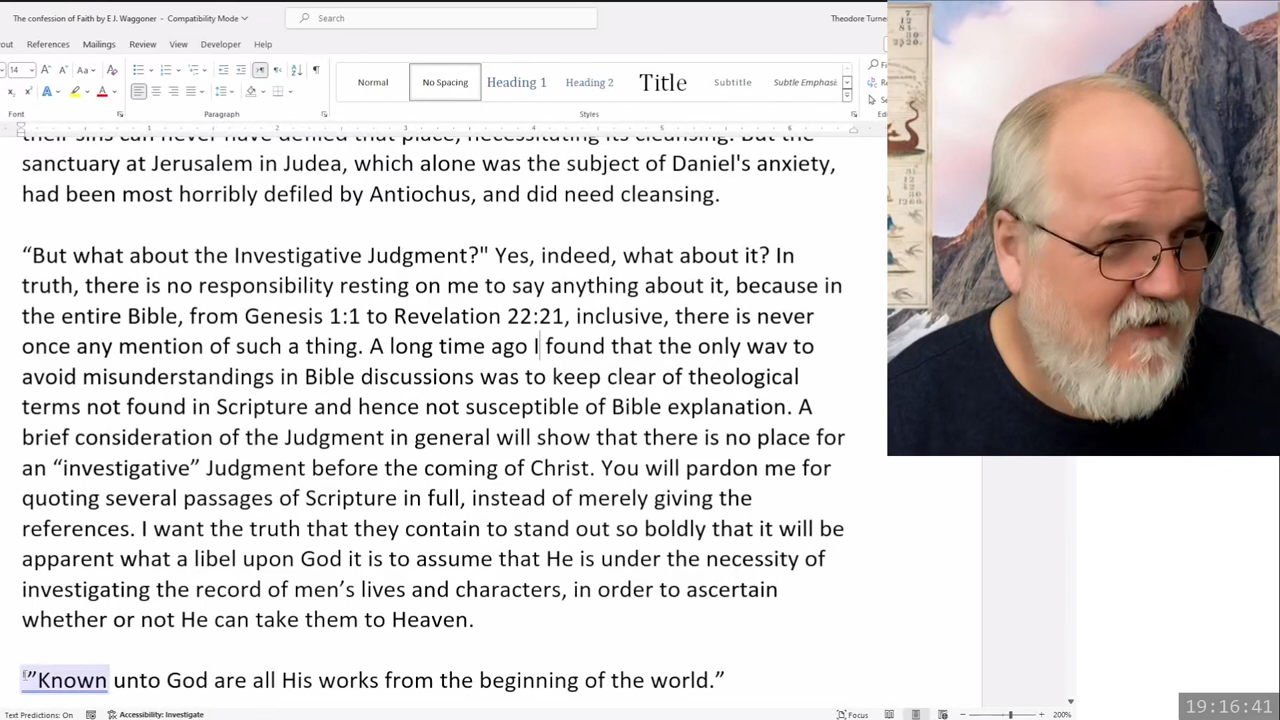 The confession of Faith by E J. Waggoner - Compatibility Mode
Search
Theodore Turne
out References Mailings Review View Developer Help
14
Aa
Normal
No Spacing
Heading 1
Heading 2
Title
Subtitle
Subtle Emphasi
Paragraph
Styles
sanctuary at Jerusalem in Judea, which alone was the subject of Daniel's anxiety,
had been most horribly defiled by Antiochus, and did need cleansing.
“But what about the Investigative Judgment?" Yes, indeed, what about it? In
truth, there is no responsibility resting on me to say anything about it, because in
the entire Bible, from Genesis 1:1 to Revelation 22:21, inclusive, there is never
once any mention of such a thing. A long time ago I found that the only wav to
avoid misunderstandings in Bible discussions was to keep clear of theological
terms not found in Scripture and hence not susceptible of Bible explanation. A
brief consideration of the Judgment in general will show that there is no place for
an “investigative” Judgment before the coming of Christ. You will pardon me for
quoting several passages of Scripture in full, instead of merely giving the
references. I want the truth that they contain to stand out so boldly that it will be
apparent what a libel upon God it is to assume that He is under the necessity of
investigating the record of men’s lives and characters, in order to ascertain
whether or not He can take them to Heaven.
”Known unto God are all His works from the beginning of the world.”
Text Predictions: On
Accessibility: Investigate
Focus
200%
19:16:41